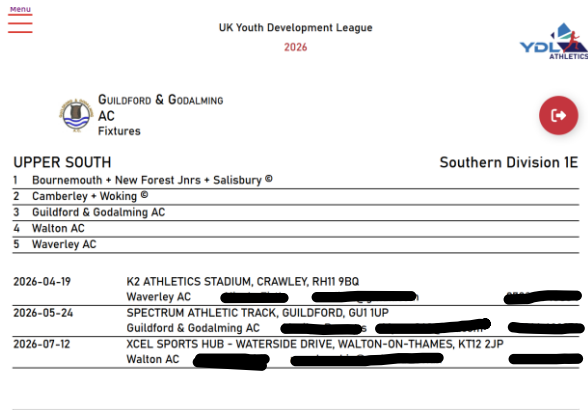 Menu
UK Youth Development League
2026
YDL
ATHLETICS
GUILDFORD & GODALMING
AC
Fixtures
UPPER SOUTH Southern Division 1E
1 Bournemouth + New Forest Jnrs + Salisbury ©
2 Camberley + Woking ©
3 Guildford & Godalming AC
4 Walton AC
5 Waverley AC
2026-04-19 K2 ATHLETICS STADIUM, CRAWLEY, RH11 9BQ
Waverley AC
2026-05-24 SPECTRUM ATHLETIC TRACK, GUILDFORD, GU1 1UP
Guildford & Godalming AC
2026-07-12 XCEL SPORTS HUB - WATERSIDE DRIVE, WALTON-ON-THAMES, KT12 2JP
Walton AC